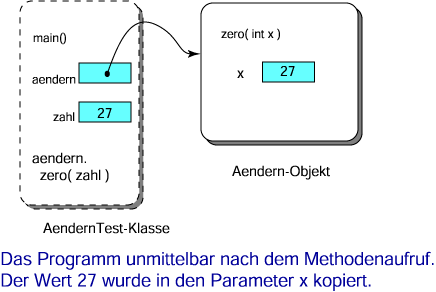 main()
aendern
zahl 27
aendern.
zero( zahl )
AendernTest-Klasse
zero( int x )
x 27
Aendern-Objekt
Das Programm unmittelbar nach dem Methodenaufruf.
Der Wert 27 wurde in den Parameter x kopiert.